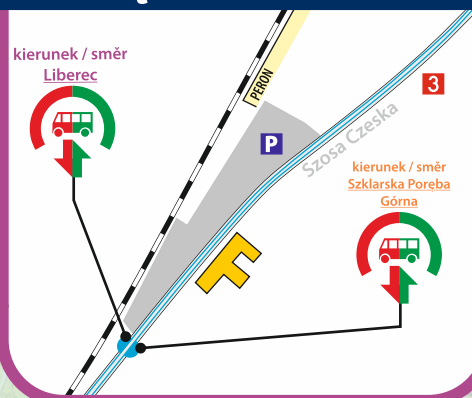 kierunek / směr
Liberec
PERON
P
Szosa Czeska
3
kierunek / směr
Szklarska Poręba
Górna